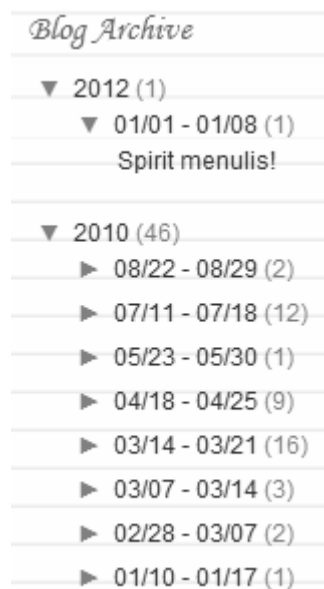 Blog Archive
▼ 2012 (1)
▼ 01/01 - 01/08 (1)
Spirit menulis!
▼ 2010 (46)
► 08/22 - 08/29 (2)
► 07/11 - 07/18 (12)
► 05/23 - 05/30 (1)
► 04/18 - 04/25 (9)
► 03/14 - 03/21 (16)
► 03/07 - 03/14 (3)
► 02/28 - 03/07 (2)
► 01/10 - 01/17 (1)